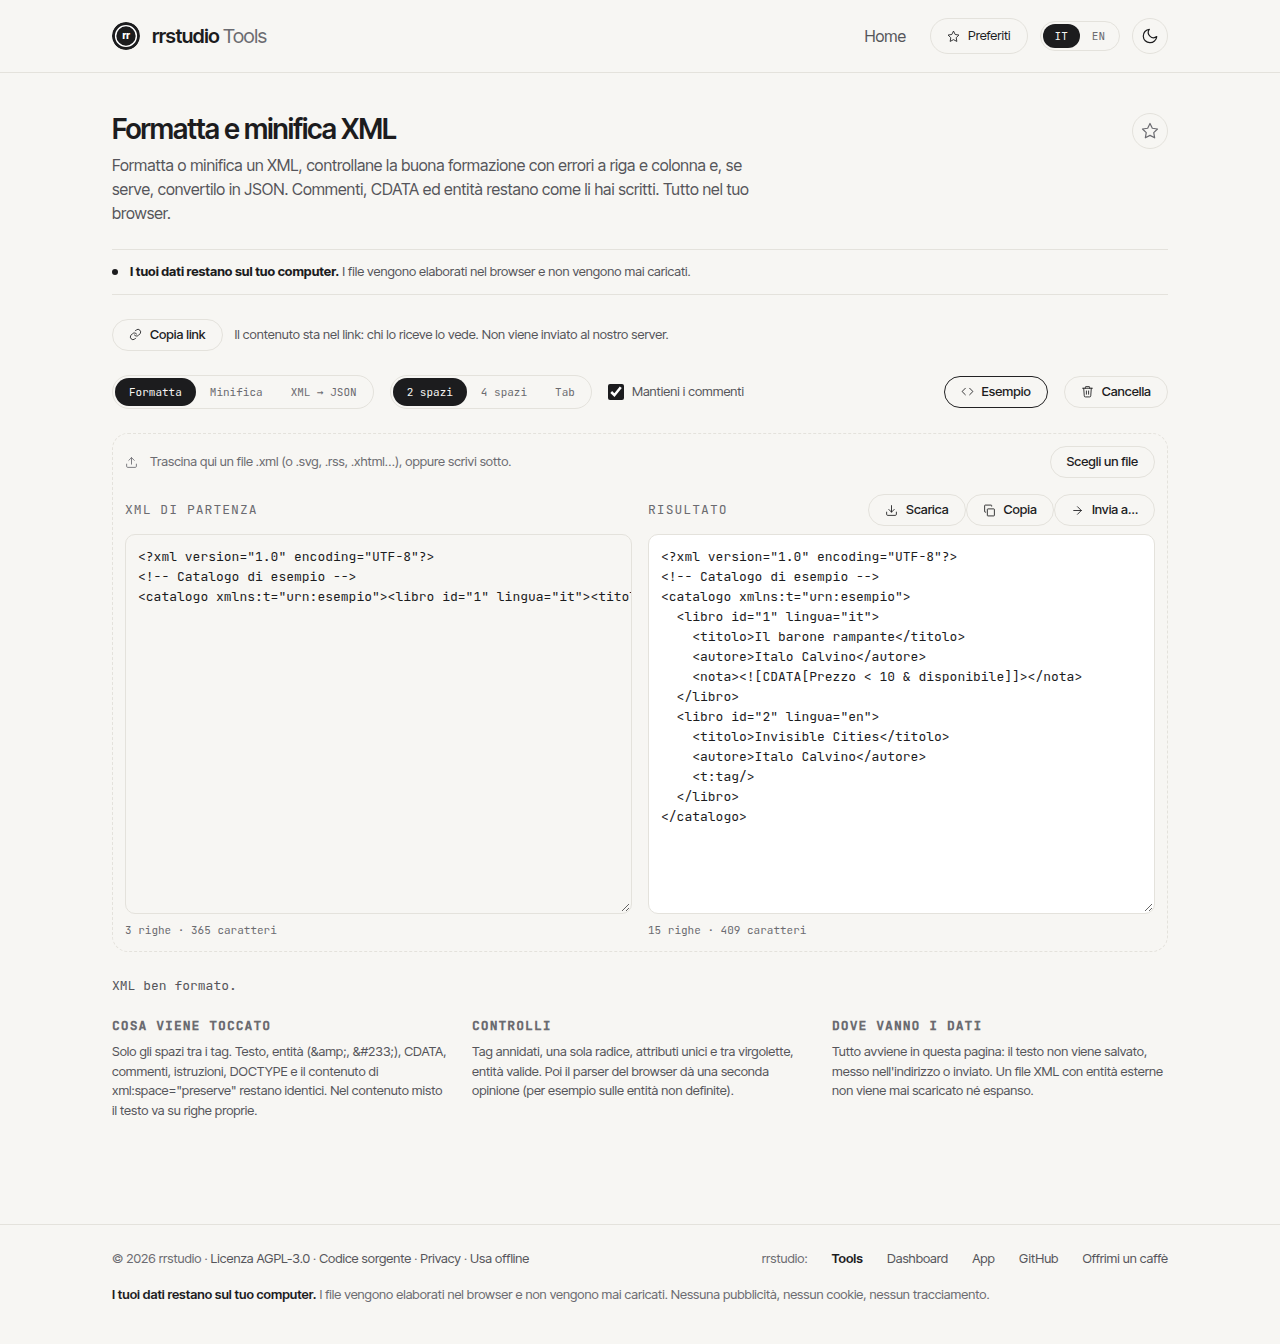 rr rrstudio Tools
Home
Preferiti
IT
EN
Formatta e minifica XML
Formatta o minifica un XML, controllane la buona formazione con errori a riga e colonna e, se
serve, convertilo in JSON. Commenti, CDATA ed entità restano come li hai scritti. Tutto nel tuo
browser.
I tuoi dati restano sul tuo computer. I file vengono elaborati nel browser e non vengono mai caricati.
Copia link
Il contenuto sta nel link: chi lo riceve lo vede. Non viene inviato al nostro server.
Formatta
Minifica
XML → JSON
2 spazi
4 spazi
Tab
Mantieni i commenti
Esempio
Cancella
Trascina qui un file .xml (o .svg, .rss, .xhtml…), oppure scrivi sotto.
Scegli un file
XML DI PARTENZA
<?xml version="1.0" encoding="UTF-8"?>
<!-- Catalogo di esempio -->
<catalogo xmlns:t="urn:esempio"><libro id="1" lingua="it"><titol
3 righe · 365 caratteri
RISULTATO
Scarica
Copia
Invia a…
<?xml version="1.0" encoding="UTF-8"?>
<!-- Catalogo di esempio -->
<catalogo xmlns:t="urn:esempio">
  <libro id="1" lingua="it">
    <titolo>Il barone rampante</titolo>
    <autore>Italo Calvino</autore>
    <nota><![CDATA[Prezzo < 10 & disponibile]]></nota>
  </libro>
  <libro id="2" lingua="en">
    <titolo>Invisible Cities</titolo>
    <autore>Italo Calvino</autore>
    <t:tag/>
  </libro>
</catalogo>
15 righe · 409 caratteri
XML ben formato.
COSA VIENE TOCCATO
Solo gli spazi tra i tag. Testo, entità (&amp;, &#233;), CDATA,
commenti, istruzioni, DOCTYPE e il contenuto di
xml:space="preserve" restano identici. Nel contenuto misto
il testo va su righe proprie.
CONTROLLI
Tag annidati, una sola radice, attributi unici e tra virgolette,
entità valide. Poi il parser del browser dà una seconda
opinione (per esempio sulle entità non definite).
DOVE VANNO I DATI
Tutto avviene in questa pagina: il testo non viene salvato,
messo nell'indirizzo o inviato. Un file XML con entità esterne
non viene mai scaricato né espanso.
© 2026 rrstudio · Licenza AGPL-3.0 · Codice sorgente · Privacy · Usa offline
rrstudio: Tools Dashboard App GitHub Offrimi un caffè
I tuoi dati restano sul tuo computer. I file vengono elaborati nel browser e non vengono mai caricati. Nessuna pubblicità, nessun cookie, nessun tracciamento.